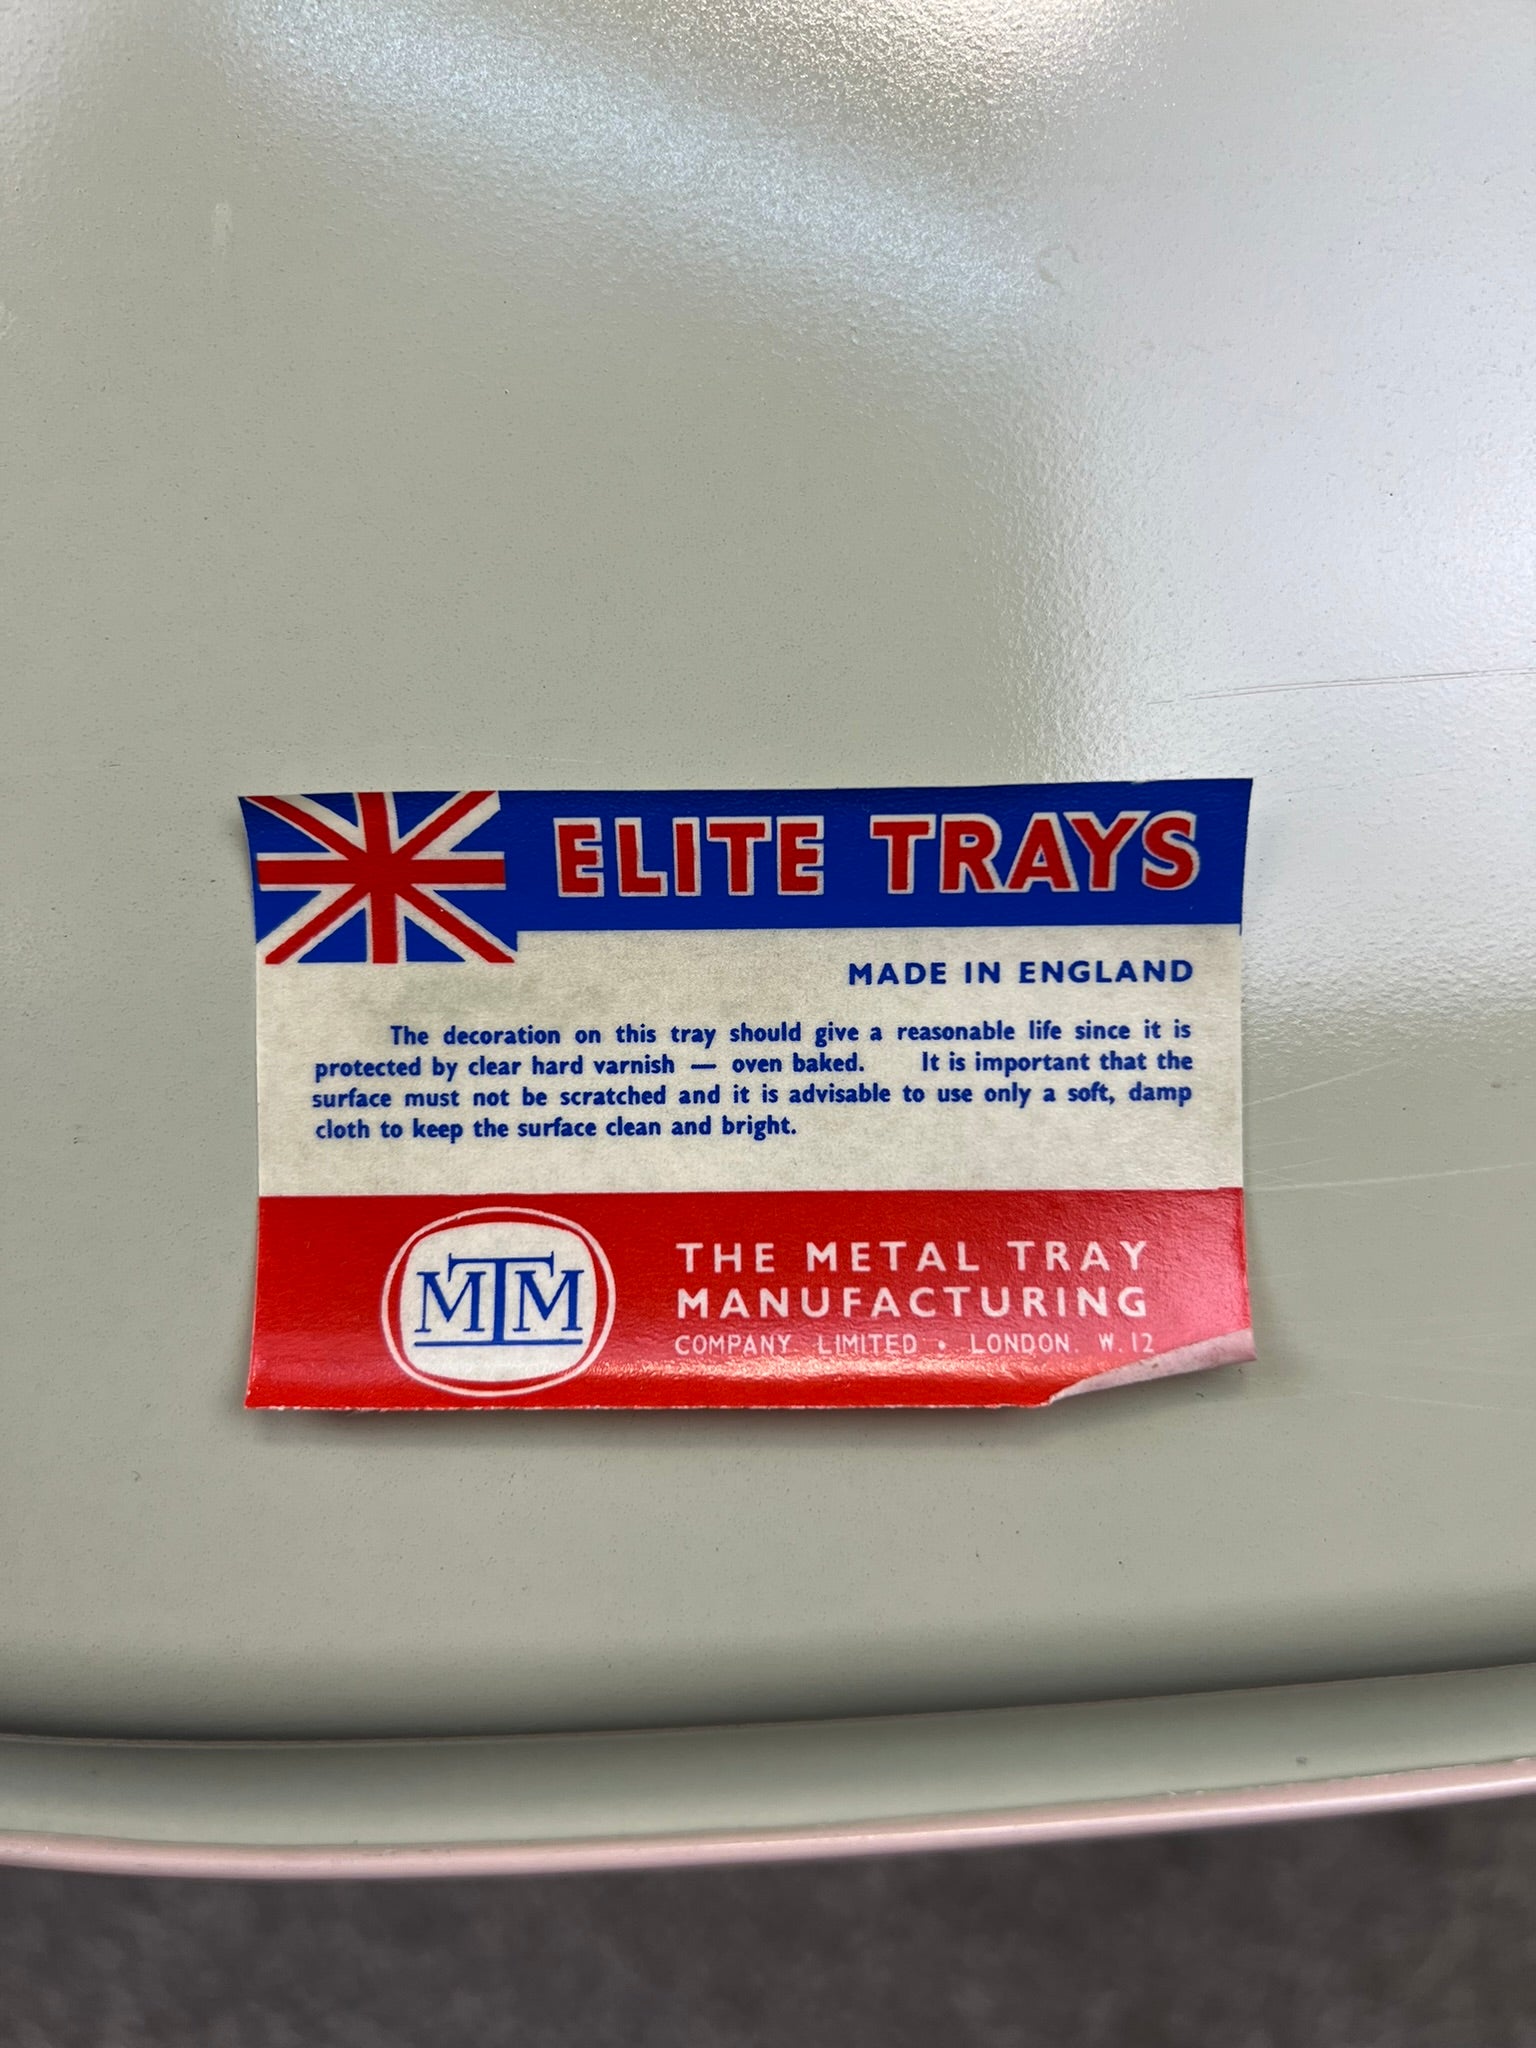 ELITE TRAYS
MADE IN ENGLAND
The decoration on this tray should give a reasonable life since it is
protected by clear hard varnish — oven baked. It is important that the
surface must not be scratched and it is advisable to use only a soft, damp
cloth to keep the surface clean and bright.
MTM
THE METAL TRAY
MANUFACTURING
COMPANY LIMITED • LONDON. W.12